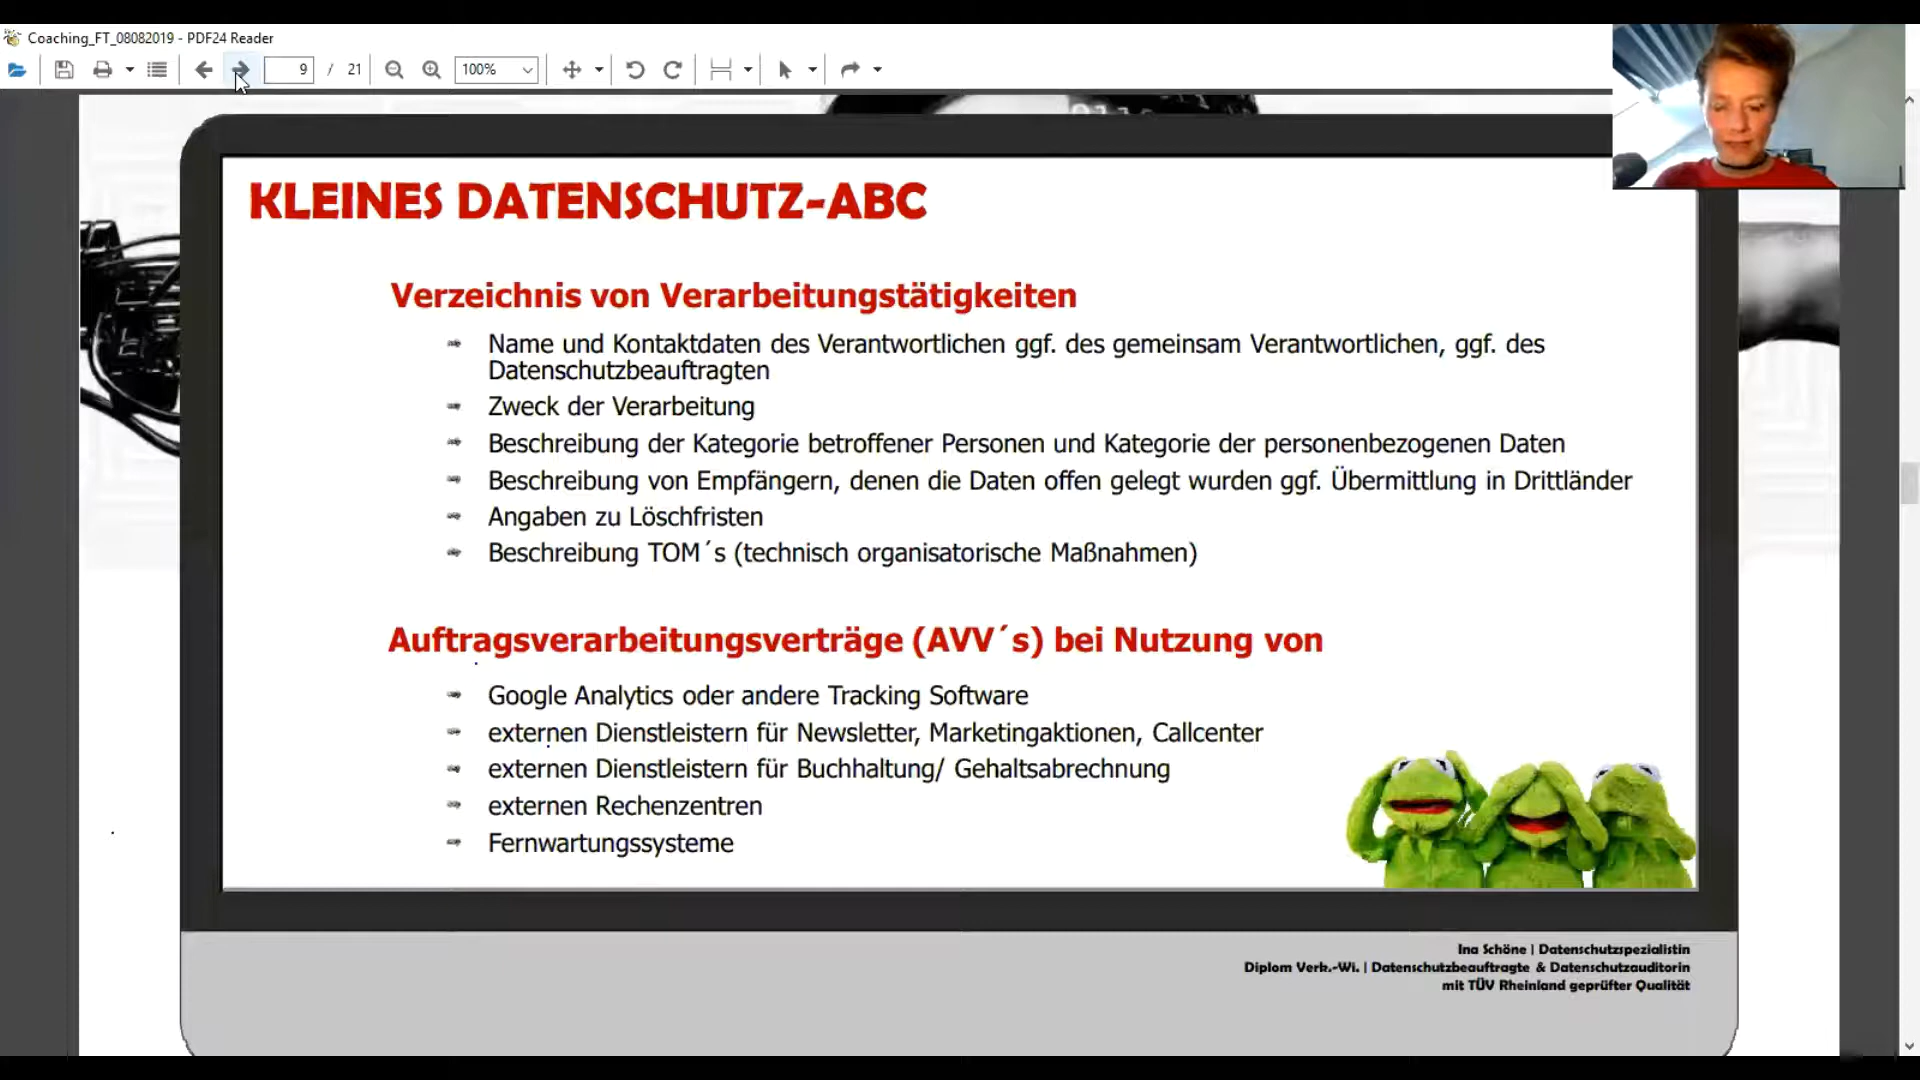 Coaching_FT_08082019 - PDF24 Reader
9 / 21 100%
KLEINES DATENSCHUTZ-ABC
Verzeichnis von Verarbeitungstätigkeiten
Name und Kontaktdaten des Verantwortlichen ggf. des gemeinsam Verantwortlichen, ggf. des
Datenschutzbeauftragten
Zweck der Verarbeitung
Beschreibung der Kategorie betroffener Personen und Kategorie der personenbezogenen Daten
Beschreibung von Empfängern, denen die Daten offen gelegt wurden ggf. Übermittlung in Drittländer
Angaben zu Löschfristen
Beschreibung TOM´s (technisch organisatorische Maßnahmen)
Auftragsverarbeitungsverträge (AVV´s) bei Nutzung von
Google Analytics oder andere Tracking Software
externen Dienstleistern für Newsletter, Marketingaktionen, Callcenter
externen Dienstleistern für Buchhaltung/ Gehaltsabrechnung
externen Rechenzentren
Fernwartungssysteme
Ina Schöne | Datenschutzspezialistin
Diplom Verk.-Wi. | Datenschutzbeauftragte & Datenschutzauditorin
mit TÜV Rheinland geprüfter Qualität